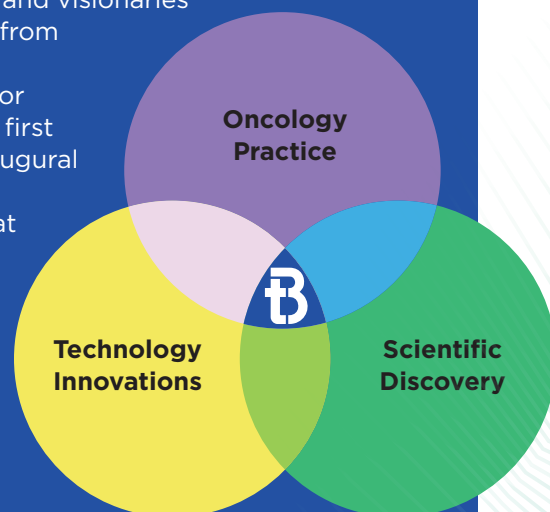 and visionaries
from
or
first
ugural
at
Oncology
Practice
Technology
Innovations
Scientific
Discovery